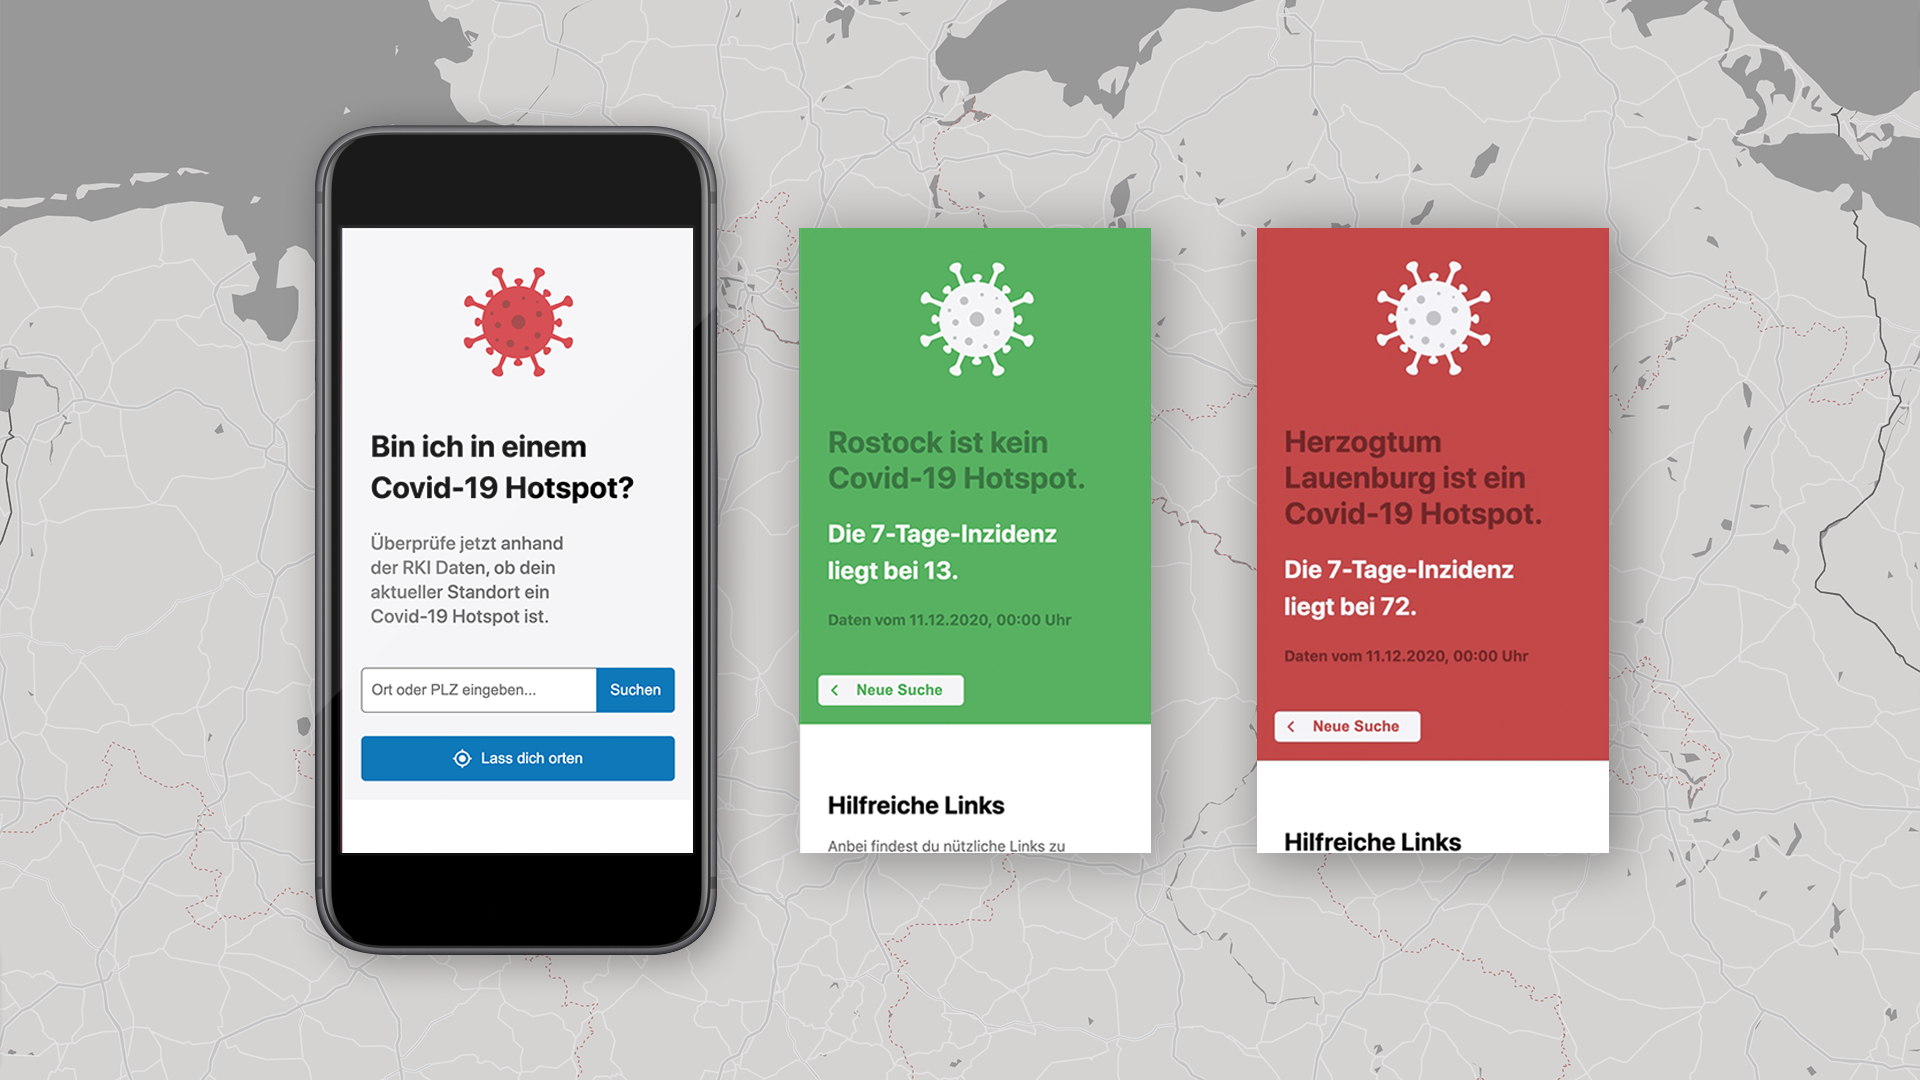 Bin ich in einem
Covid-19 Hotspot?
Überprüfe jetzt anhand
der RKI Daten, ob dein
aktueller Standort ein
Covid-19 Hotspot ist.
Ort oder PLZ eingeben...
Suchen
Lass dich orten
Rostock ist kein
Covid-19 Hotspot.
Die 7-Tage-Inzidenz
liegt bei 13.
Daten vom 11.12.2020, 00:00 Uhr
Neue Suche
Hilfreiche Links
Anbei findest du nützliche Links zu
Herzogtum
Lauenburg ist ein
Covid-19 Hotspot.
Die 7-Tage-Inzidenz
liegt bei 72.
Daten vom 11.12.2020, 00:00 Uhr
Neue Suche
Hilfreiche Links